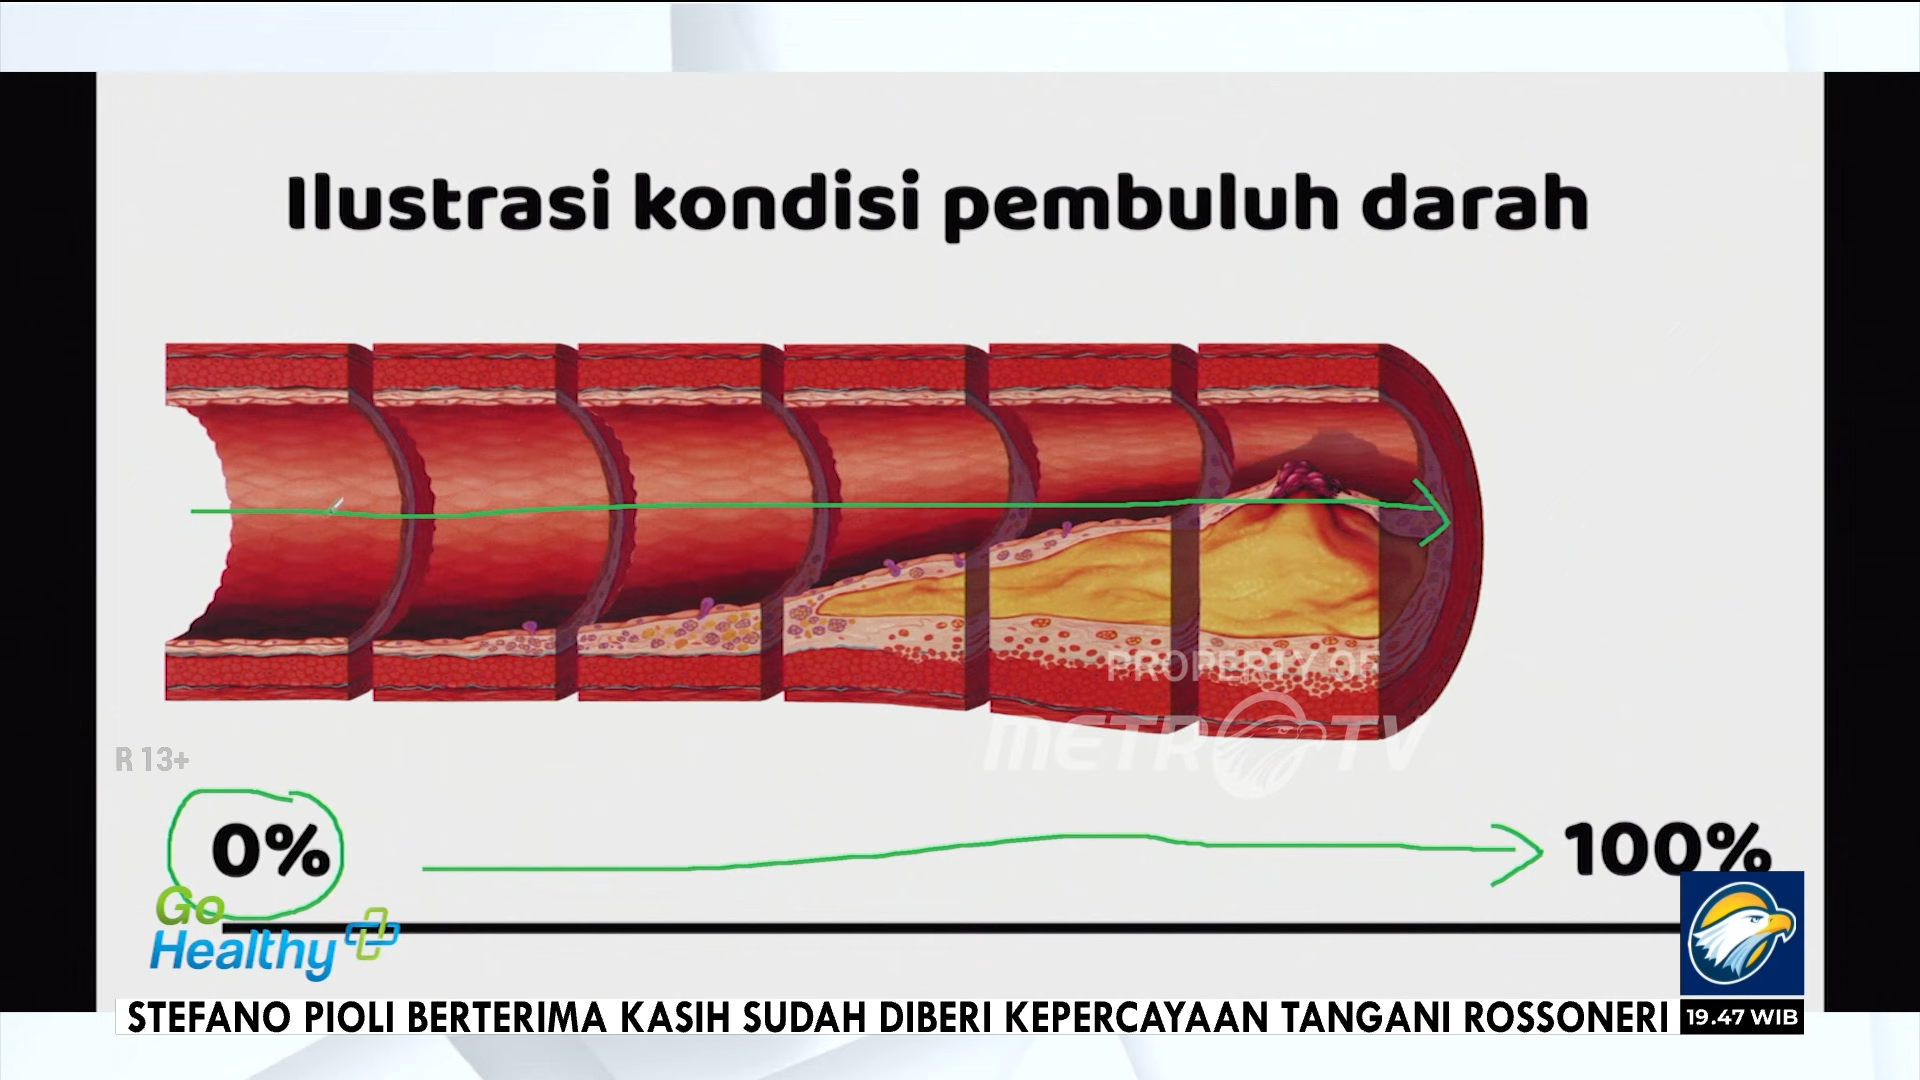 Ilustrasi kondisi pembuluh darah
PROPERTY OF
METRO TV
R 13+
0%
100%
Go
Healthy
STEFANO PIOLI BERTERIMA KASIH SUDAH DIBERI KEPERCAYAAN TANGANI ROSSONERI
19.47 WIB